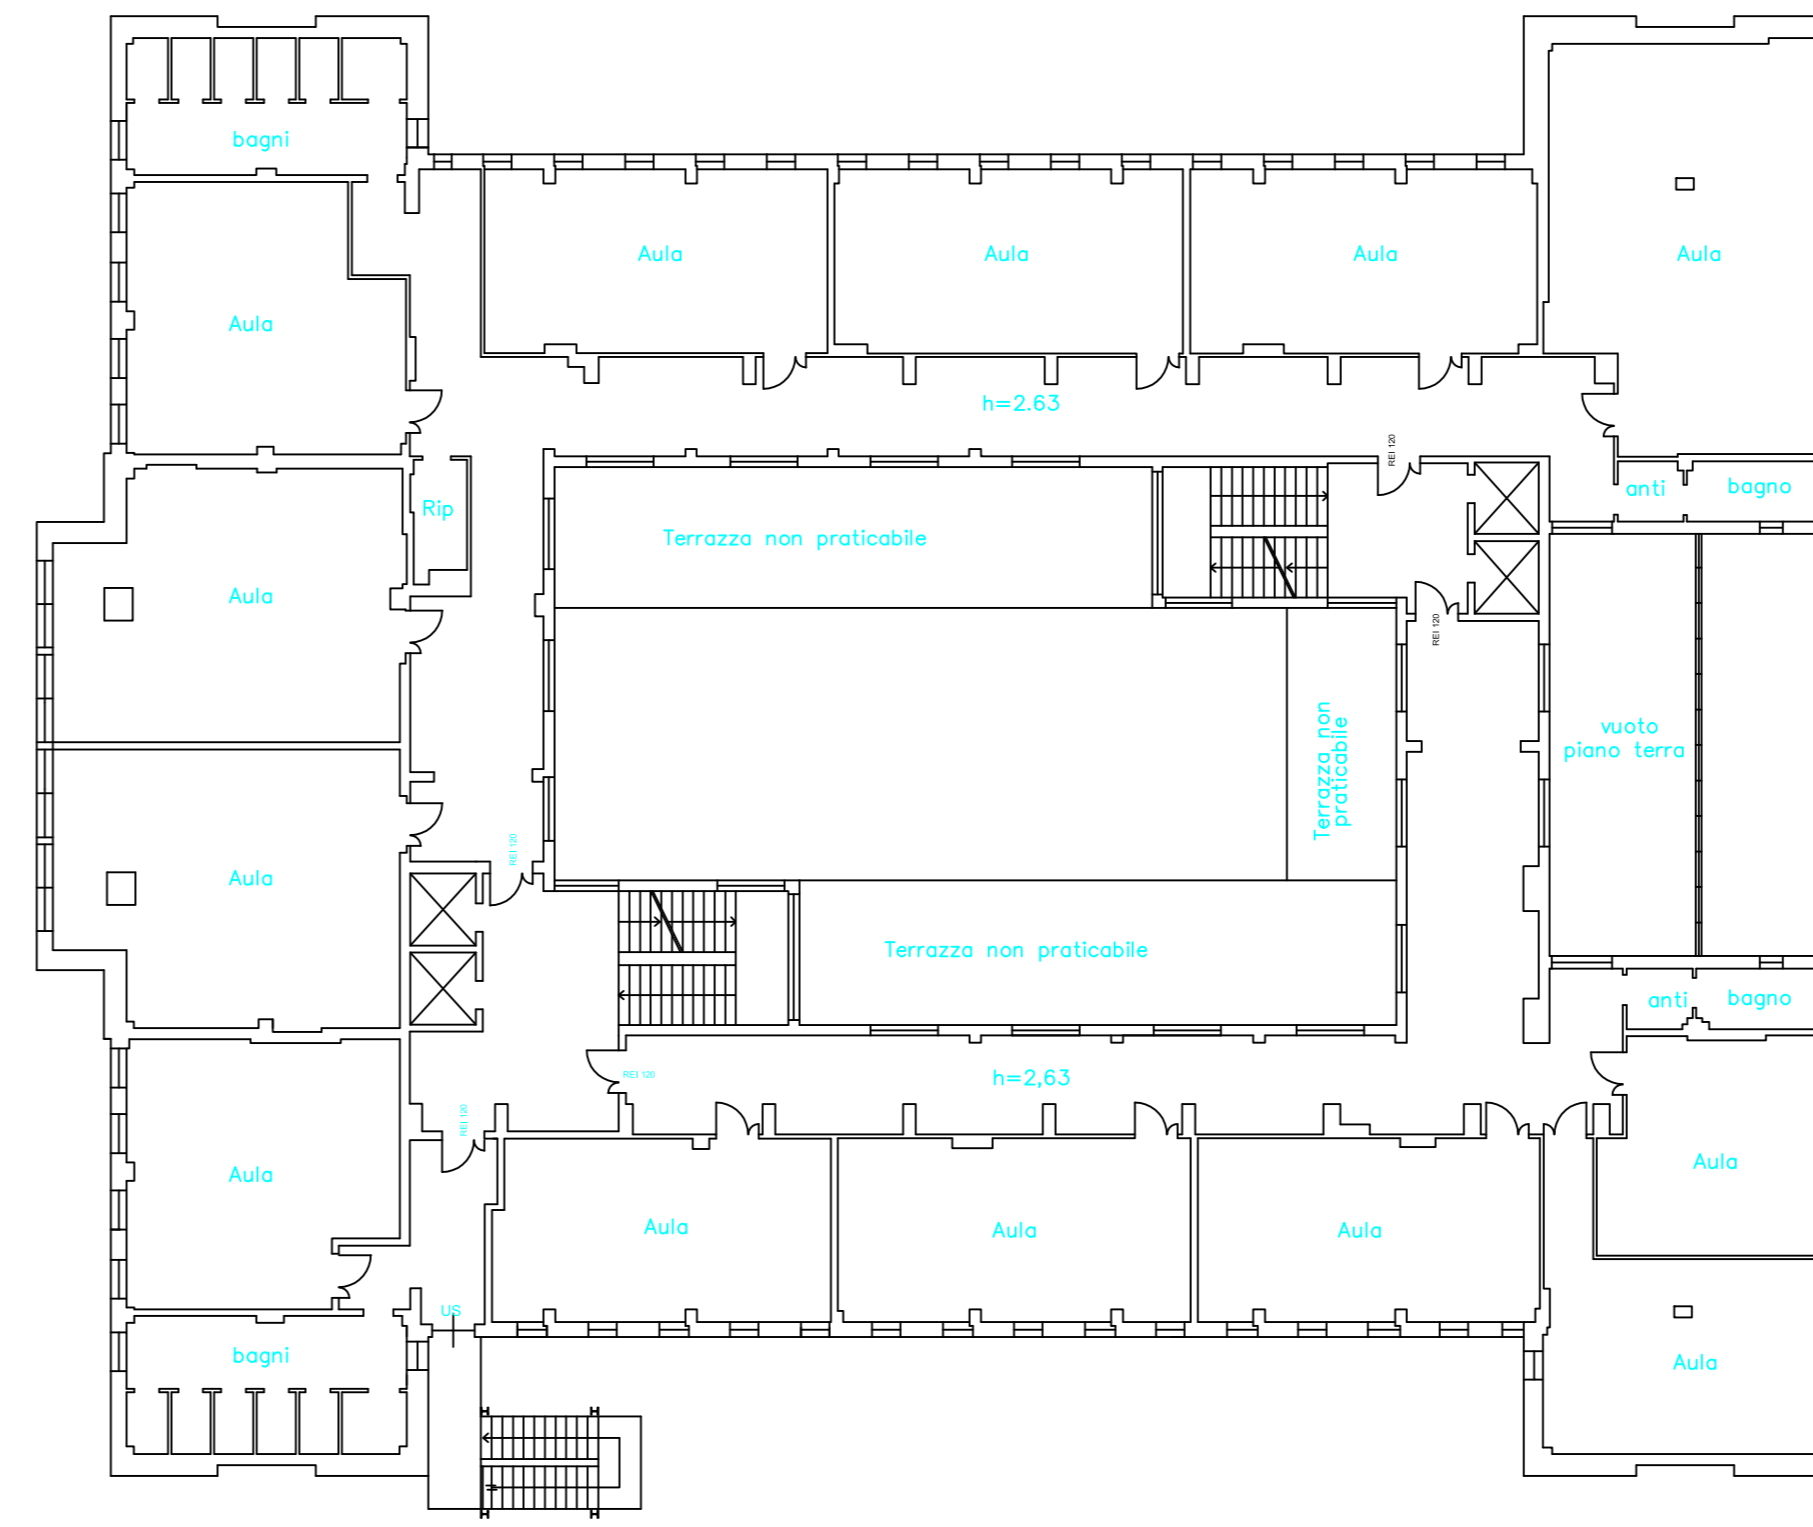 bagni
Aula
Aula
Aula
Aula
Aula
h=2.63
REI 120
anti
bagno
Rip
Terrazza non praticabile
Aula
REI 120
vuoto
piano terra
Terrazza non
praticabile
REI 120
Aula
Terrazza non praticabile
anti
bagno
REI 120
h=2,63
REI 120
Aula
Aula
Aula
Aula
Aula
US
bagni
Aula